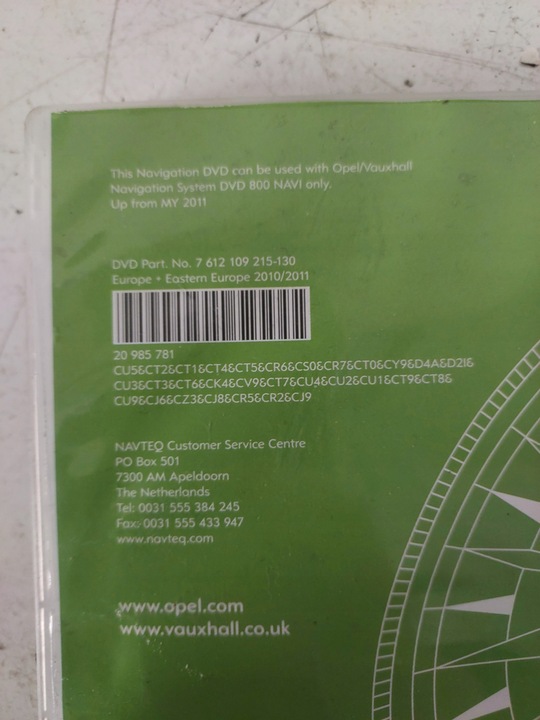 This Navigation DVD can be used with Opel/Vauxhall
Navigation System DVD 800 NAVI only.
Up from MY 2011
DVD Part. No. 7 612 109 215-130
Europe + Eastern Europe 2010/2011
20 985 781
CU5&CT2&CT1&CT4&CT5&CR6&CS0&CR7&CT0&CY9&D4A&D2I&
CU3&CT3&CT6&CK4&CV9&CT7&CU4&CU2&CU1&CT9&CT8&
CU9&CJ6&CZ3&CJ8&CR5&CR2&CJ9
NAVTEQ Customer Service Centre
PO Box 501
7300 AM Apeldoorn
The Netherlands
Tel: 0031 555 384 245
Fax: 0031 555 433 947
www.navteq.com
www.opel.com
www.vauxhall.co.uk